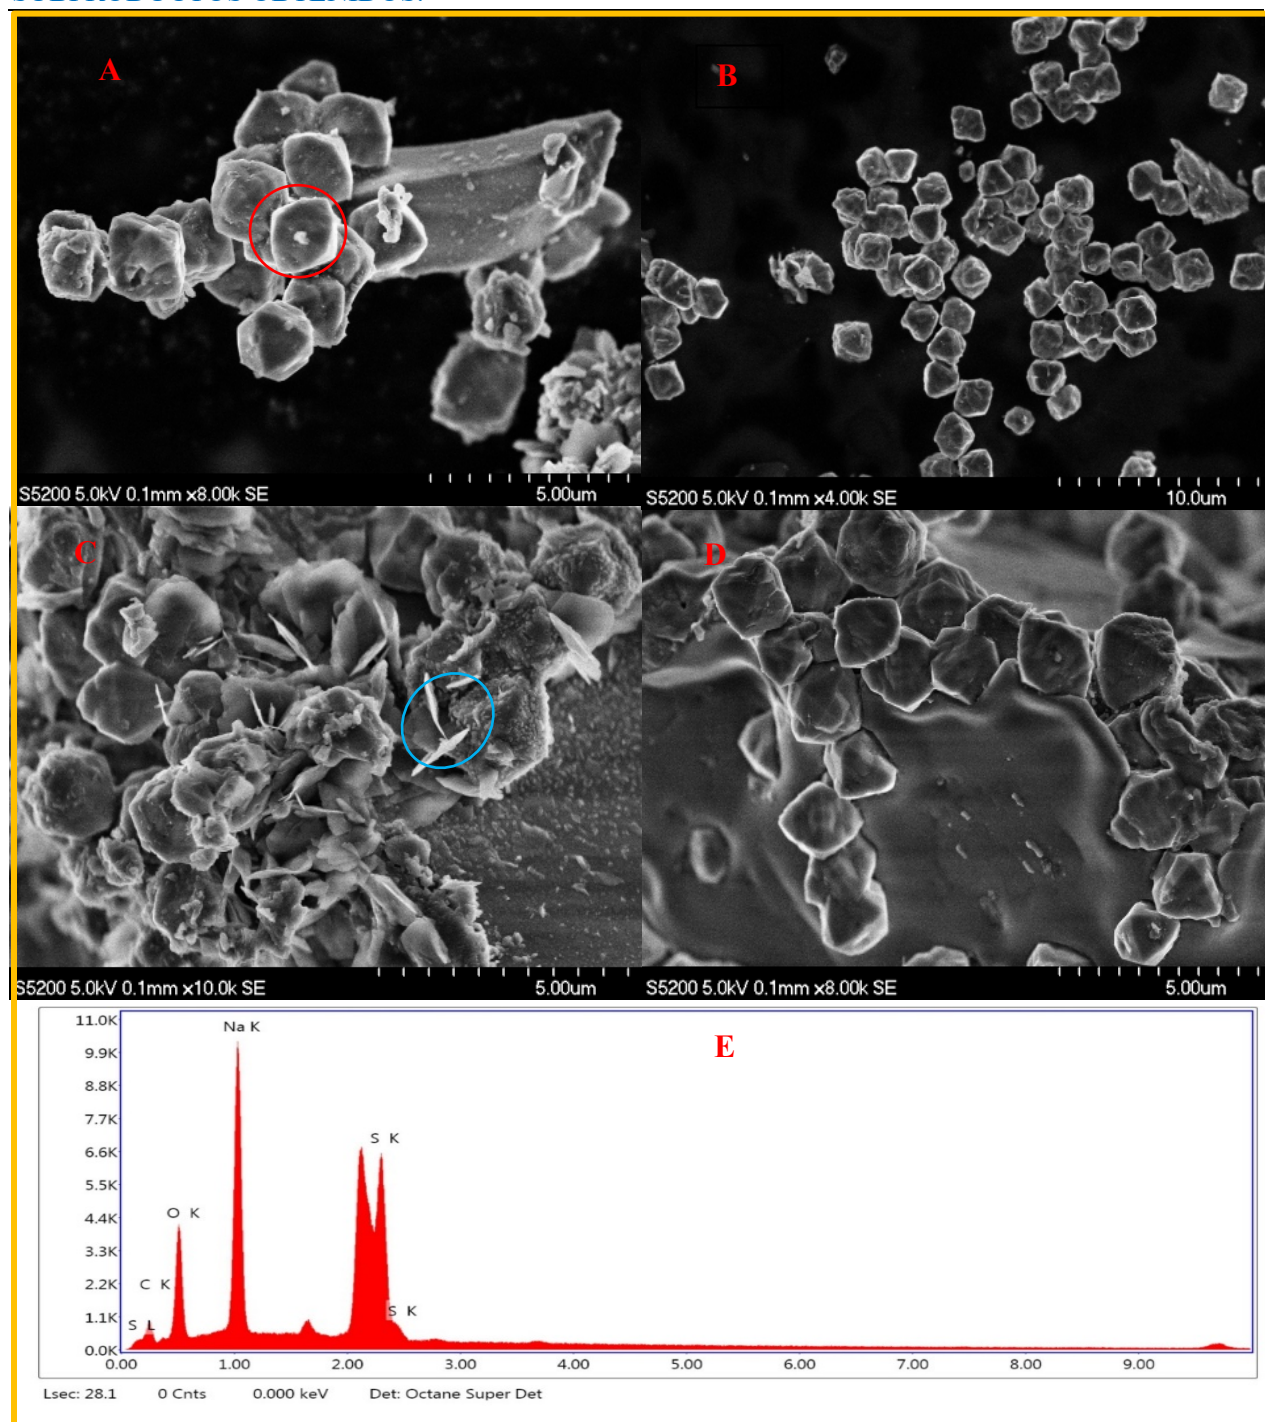 SUBPRODUCTOS OBTENIDOS:
A
B
S5200 5.0kV 0.1mm x8.00k SE 5.00um
S5200 5.0kV 0.1mm x4.00k SE 10.0um
C
D
S5200 5.0kV 0.1mm x10.0k SE 5.00um
S5200 5.0kV 0.1mm x8.00k SE 5.00um
E
11.0K
9.9K
8.8K
7.7K
6.6K
5.5K
4.4K
3.3K
2.2K
1.1K
0.0K
Na K
S K
O K
C K
S K
S L
0.00 1.00 2.00 3.00 4.00 5.00 6.00 7.00 8.00 9.00
Lsec: 28.1 0 Cnts 0.000 keV Det: Octane Super Det